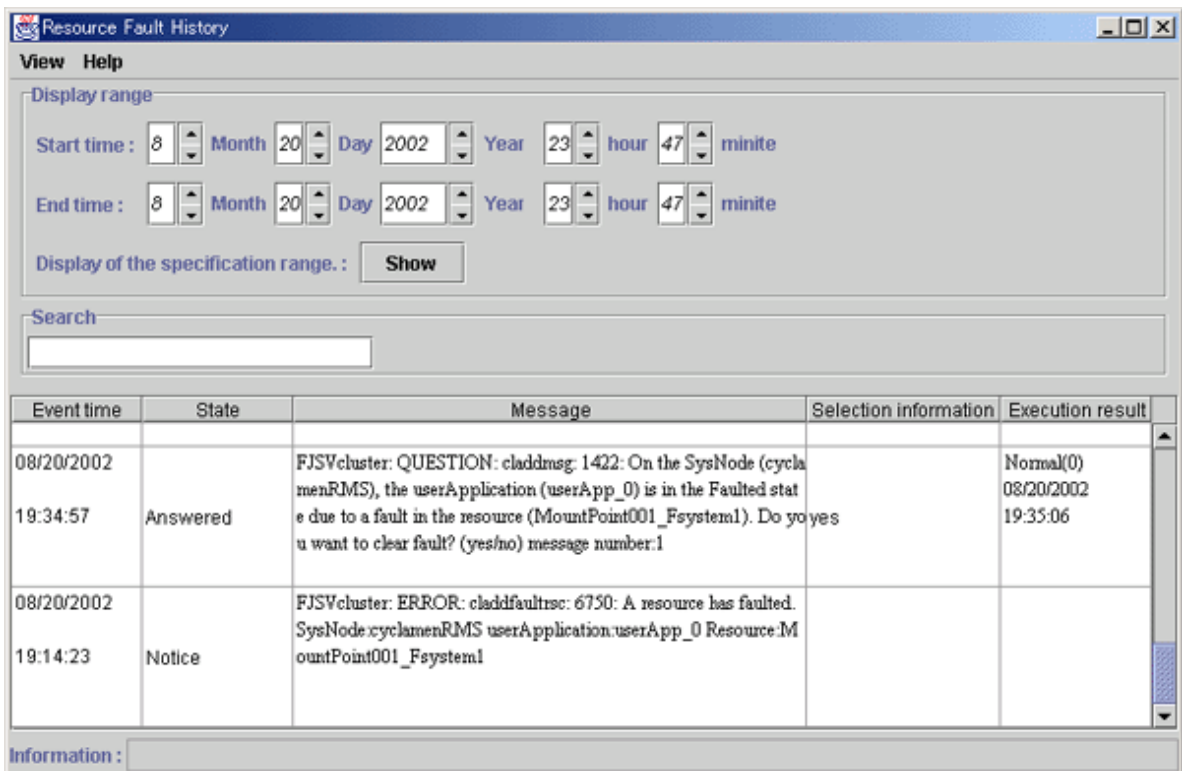 Resource Fault History
View Help
Display range
Start time : 8 Month 20 Day 2002 Year 23 hour 47 minite
End time : 8 Month 20 Day 2002 Year 23 hour 47 minite
Display of the specification range. : Show
Search
Event time State Message Selection information Execution result
08/20/2002 FJSVcluster: QUESTION: claddmsg: 1422: On the SysNode (cycla Normal(0)
menRMS), the userApplication (userApp_0) is in the Faulted stat 08/20/2002
19:34:57 Answered e due to a fault in the resource (MountPoint001_Fsystem1). Do yo yes 19:35:06
u want to clear fault? (yes/no) message number:1
08/20/2002 FJSVcluster: ERROR: claddfaultrsc: 6750: A resource has faulted.
SysNode:cyclamenRMS userApplication:userApp_0 Resource:M
19:14:23 Notice ountPoint001_Fsystem1
Information :